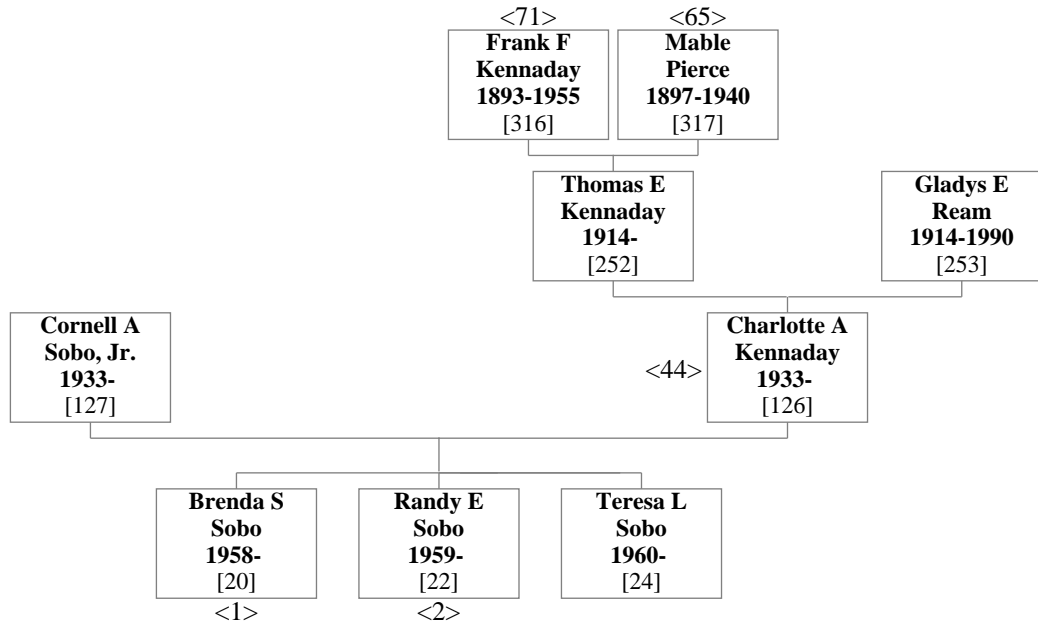 <71>
<65>
Frank F
Kennaday
1893-1955
[316]
Mable
Pierce
1897-1940
[317]
Thomas E
Kennaday
1914-
[252]
Gladys E
Ream
1914-1990
[253]
Cornell A
Sobo, Jr.
1933-
[127]
<44>
Charlotte A
Kennaday
1933-
[126]
Brenda S
Sobo
1958-
[20]
<1>
Randy E
Sobo
1959-
[22]
<2>
Teresa L
Sobo
1960-
[24]